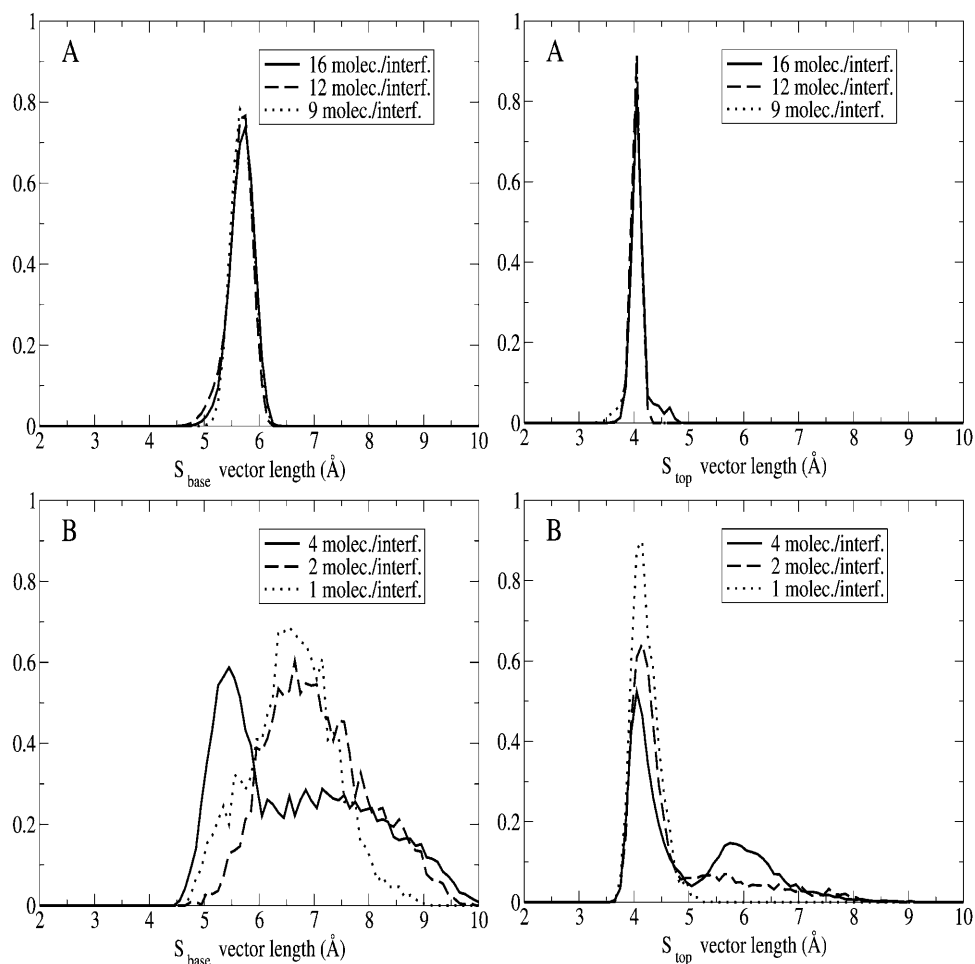 1
A
16 molec./interf.
12 molec./interf.
9 molec./interf.
0.8
0.6
0.4
0.2
0
2 3 4 5 6 7 8 9 10
S base vector length (Å)
1
A
16 molec./interf.
12 molec./interf.
9 molec./interf.
0.8
0.6
0.4
0.2
0
2 3 4 5 6 7 8 9 10
S top vector length (Å)
1
B
4 molec./interf.
2 molec./interf.
1 molec./interf.
0.8
0.6
0.4
0.2
0
2 3 4 5 6 7 8 9 10
S base vector length (Å)
1
B
4 molec./interf.
2 molec./interf.
1 molec./interf.
0.8
0.6
0.4
0.2
0
2 3 4 5 6 7 8 9 10
S top vector length (Å)